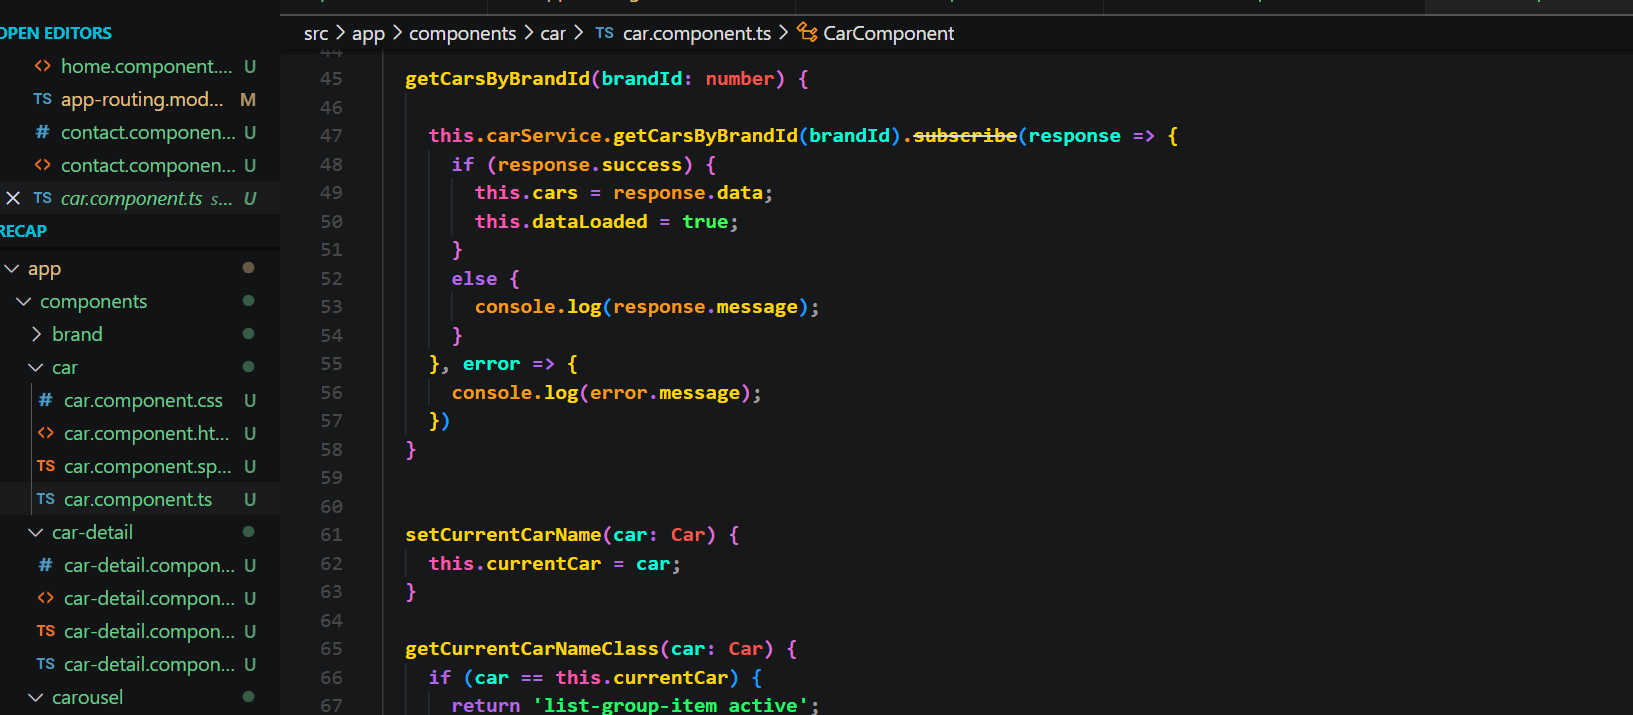 OPEN EDITORS
<> home.component.... U
TS app-routing.mod... M
# contact.componen... U
<> contact.componen... U
TS car.component.ts s... U
RECAP
app
components
brand
car
# car.component.css U
<> car.component.ht... U
TS car.component.sp... U
TS car.component.ts U
car-detail
# car-detail.compon... U
<> car-detail.compon... U
TS car-detail.compon... U
TS car-detail.compon... U
carousel
src > app > components > car > TS car.component.ts > CarComponent
44
45 getCarsByBrandId(brandId: number) {
46
47 this.carService.getCarsByBrandId(brandId).subscribe(response => {
48 if (response.success) {
49 this.cars = response.data;
50 this.dataLoaded = true;
51 }
52 else {
53 console.log(response.message);
54 }
55 }, error => {
56 console.log(error.message);
57 })
58 }
59
60
61 setCurrentCarName(car: Car) {
62 this.currentCar = car;
63 }
64
65 getCurrentCarNameClass(car: Car) {
66 if (car == this.currentCar) {
67 return 'list-group-item active';